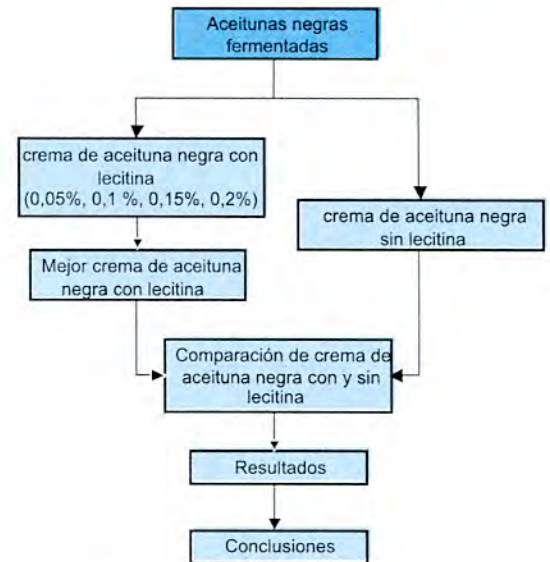 Aceitunas negras
fermentadas
crema de aceituna negra con
lecitina
(0,05%, 0,1 %, 0,15%, 0,2%)
crema de aceituna negra
sin lecitina
Mejor crema de aceituna
negra con lecitina
Comparación de crema de
aceituna negra con y sin
lecitina
Resultados
Conclusiones